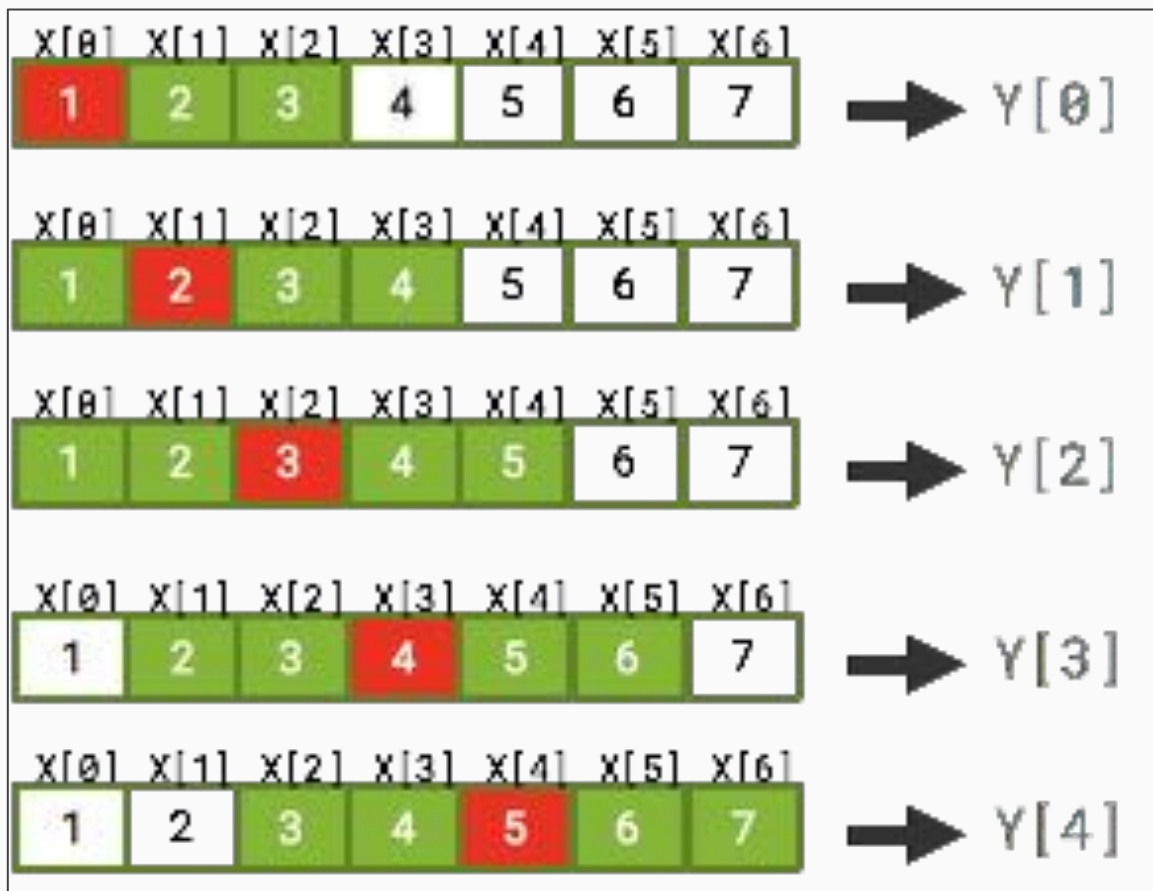 X[0] X[1] X[2] X[3] X[4] X[5] X[6]
1 2 3 4 5 6 7 Y[0]
X[0] X[1] X[2] X[3] X[4] X[5] X[6]
1 2 3 4 5 6 7 Y[1]
X[0] X[1] X[2] X[3] X[4] X[5] X[6]
1 2 3 4 5 6 7 Y[2]
X[0] X[1] X[2] X[3] X[4] X[5] X[6]
1 2 3 4 5 6 7 Y[3]
X[0] X[1] X[2] X[3] X[4] X[5] X[6]
1 2 3 4 5 6 7 Y[4]